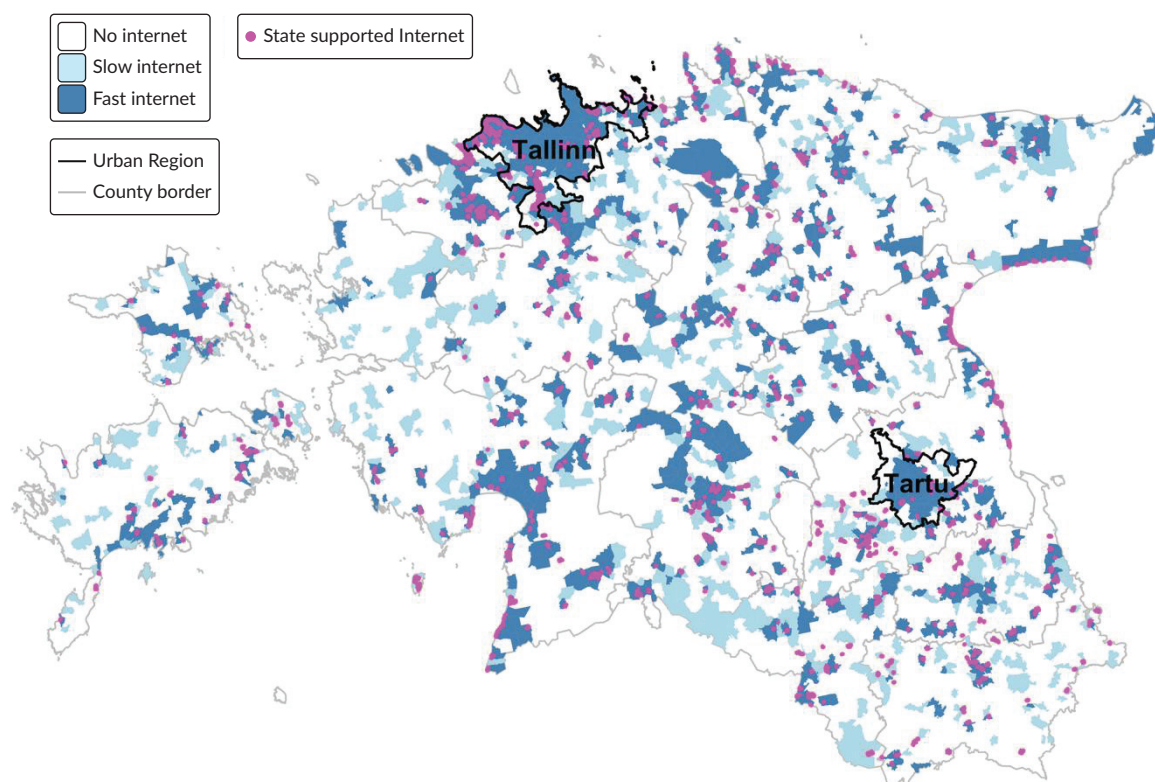 No internet
Slow internet
Fast internet
State supported Internet
Urban Region
County border
Tallinn
Tartu